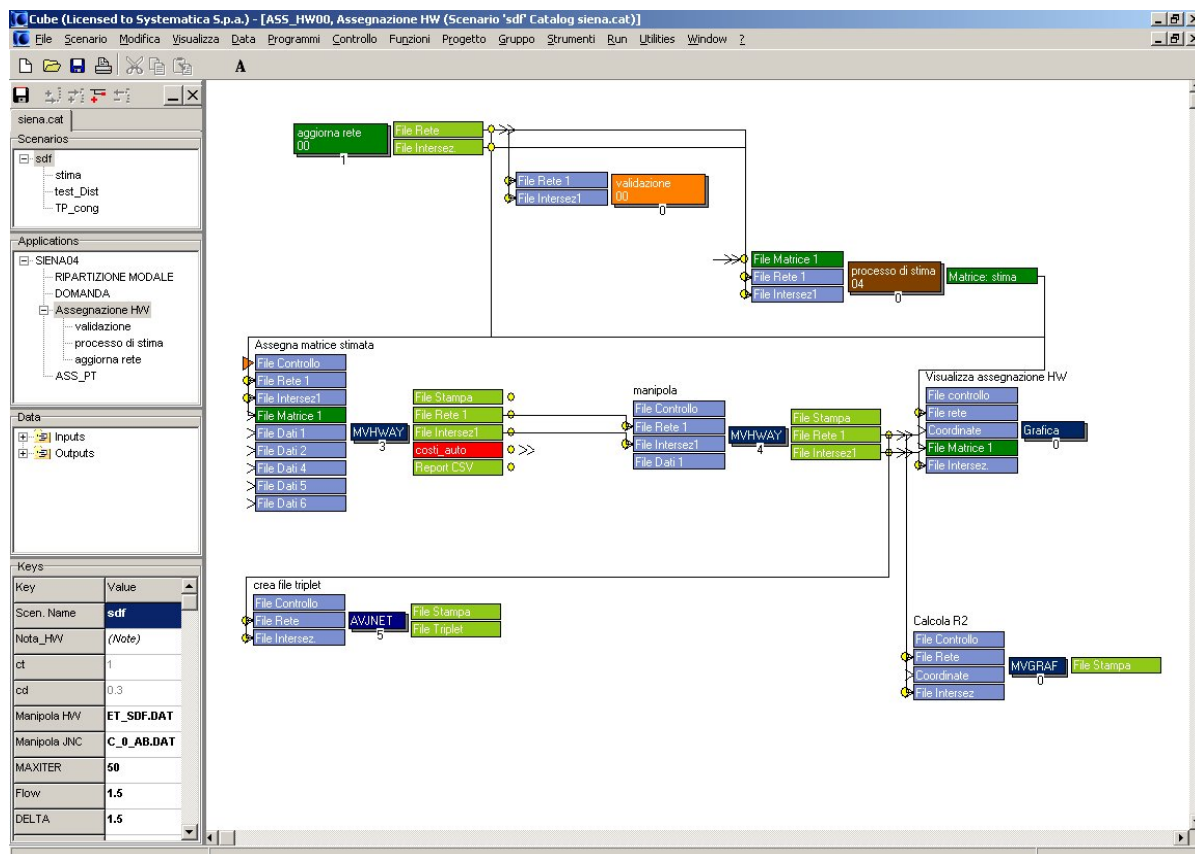 Cube (Licensed to Systematica S.p.a.) - [ASS_HW00, Assegnazione HW (Scenario 'sdf' Catalog siena.cat)]
File Scenario Modifica Visualizza Data Programmi Controllo Funzioni Progetto Gruppo Strumenti Run Utilities Window ?
A
siena.cat
Scenarios
sdf
stima
test_Dist
TP_cong
Applications
SIENA04
RIPARTIZIONE MODALE
DOMANDA
Assegnazione HW
validazione
processo di stima
aggiorna rete
ASS_PT
Data
Inputs
Outputs
Keys
Key Value
Scen. Name sdf
Nota_HW (Note)
ct 1
cd 0.3
Manipola HW ET_SDF.DAT
Manipola JNC C_0_AB.DAT
MAXITER 50
Flow 1.5
DELTA 1.5
aggiorna rete
00
1
File Rete
File Intersez.
File Rete 1
File Intersez1
validazione
00
0
File Matrice 1
File Rete 1
File Intersez1
processo di stima
04
0
Matrice: stima
Assegna matrice stimata
File Controllo
File Rete 1
File Intersez1
File Matrice 1
File Dati 1
File Dati 2
File Dati 4
File Dati 5
File Dati 6
MVHWAY
3
File Stampa
File Rete 1
File Intersez1
costi_auto
Report CSV
manipola
File Controllo
File Rete 1
File Intersez1
File Dati 1
MVHWAY
4
File Stampa
File Rete 1
File Intersez1
Visualizza assegnazione HW
File controllo
File rete
Coordinate
File Matrice 1
File Intersez.
Grafica
0
crea file triplet
File Controllo
File Rete
File Intersez.
AVJNET
5
File Stampa
File Triplet
Calcola R2
File Controllo
File Rete
Coordinate
File Intersez
MVGRAF
0
File Stampa